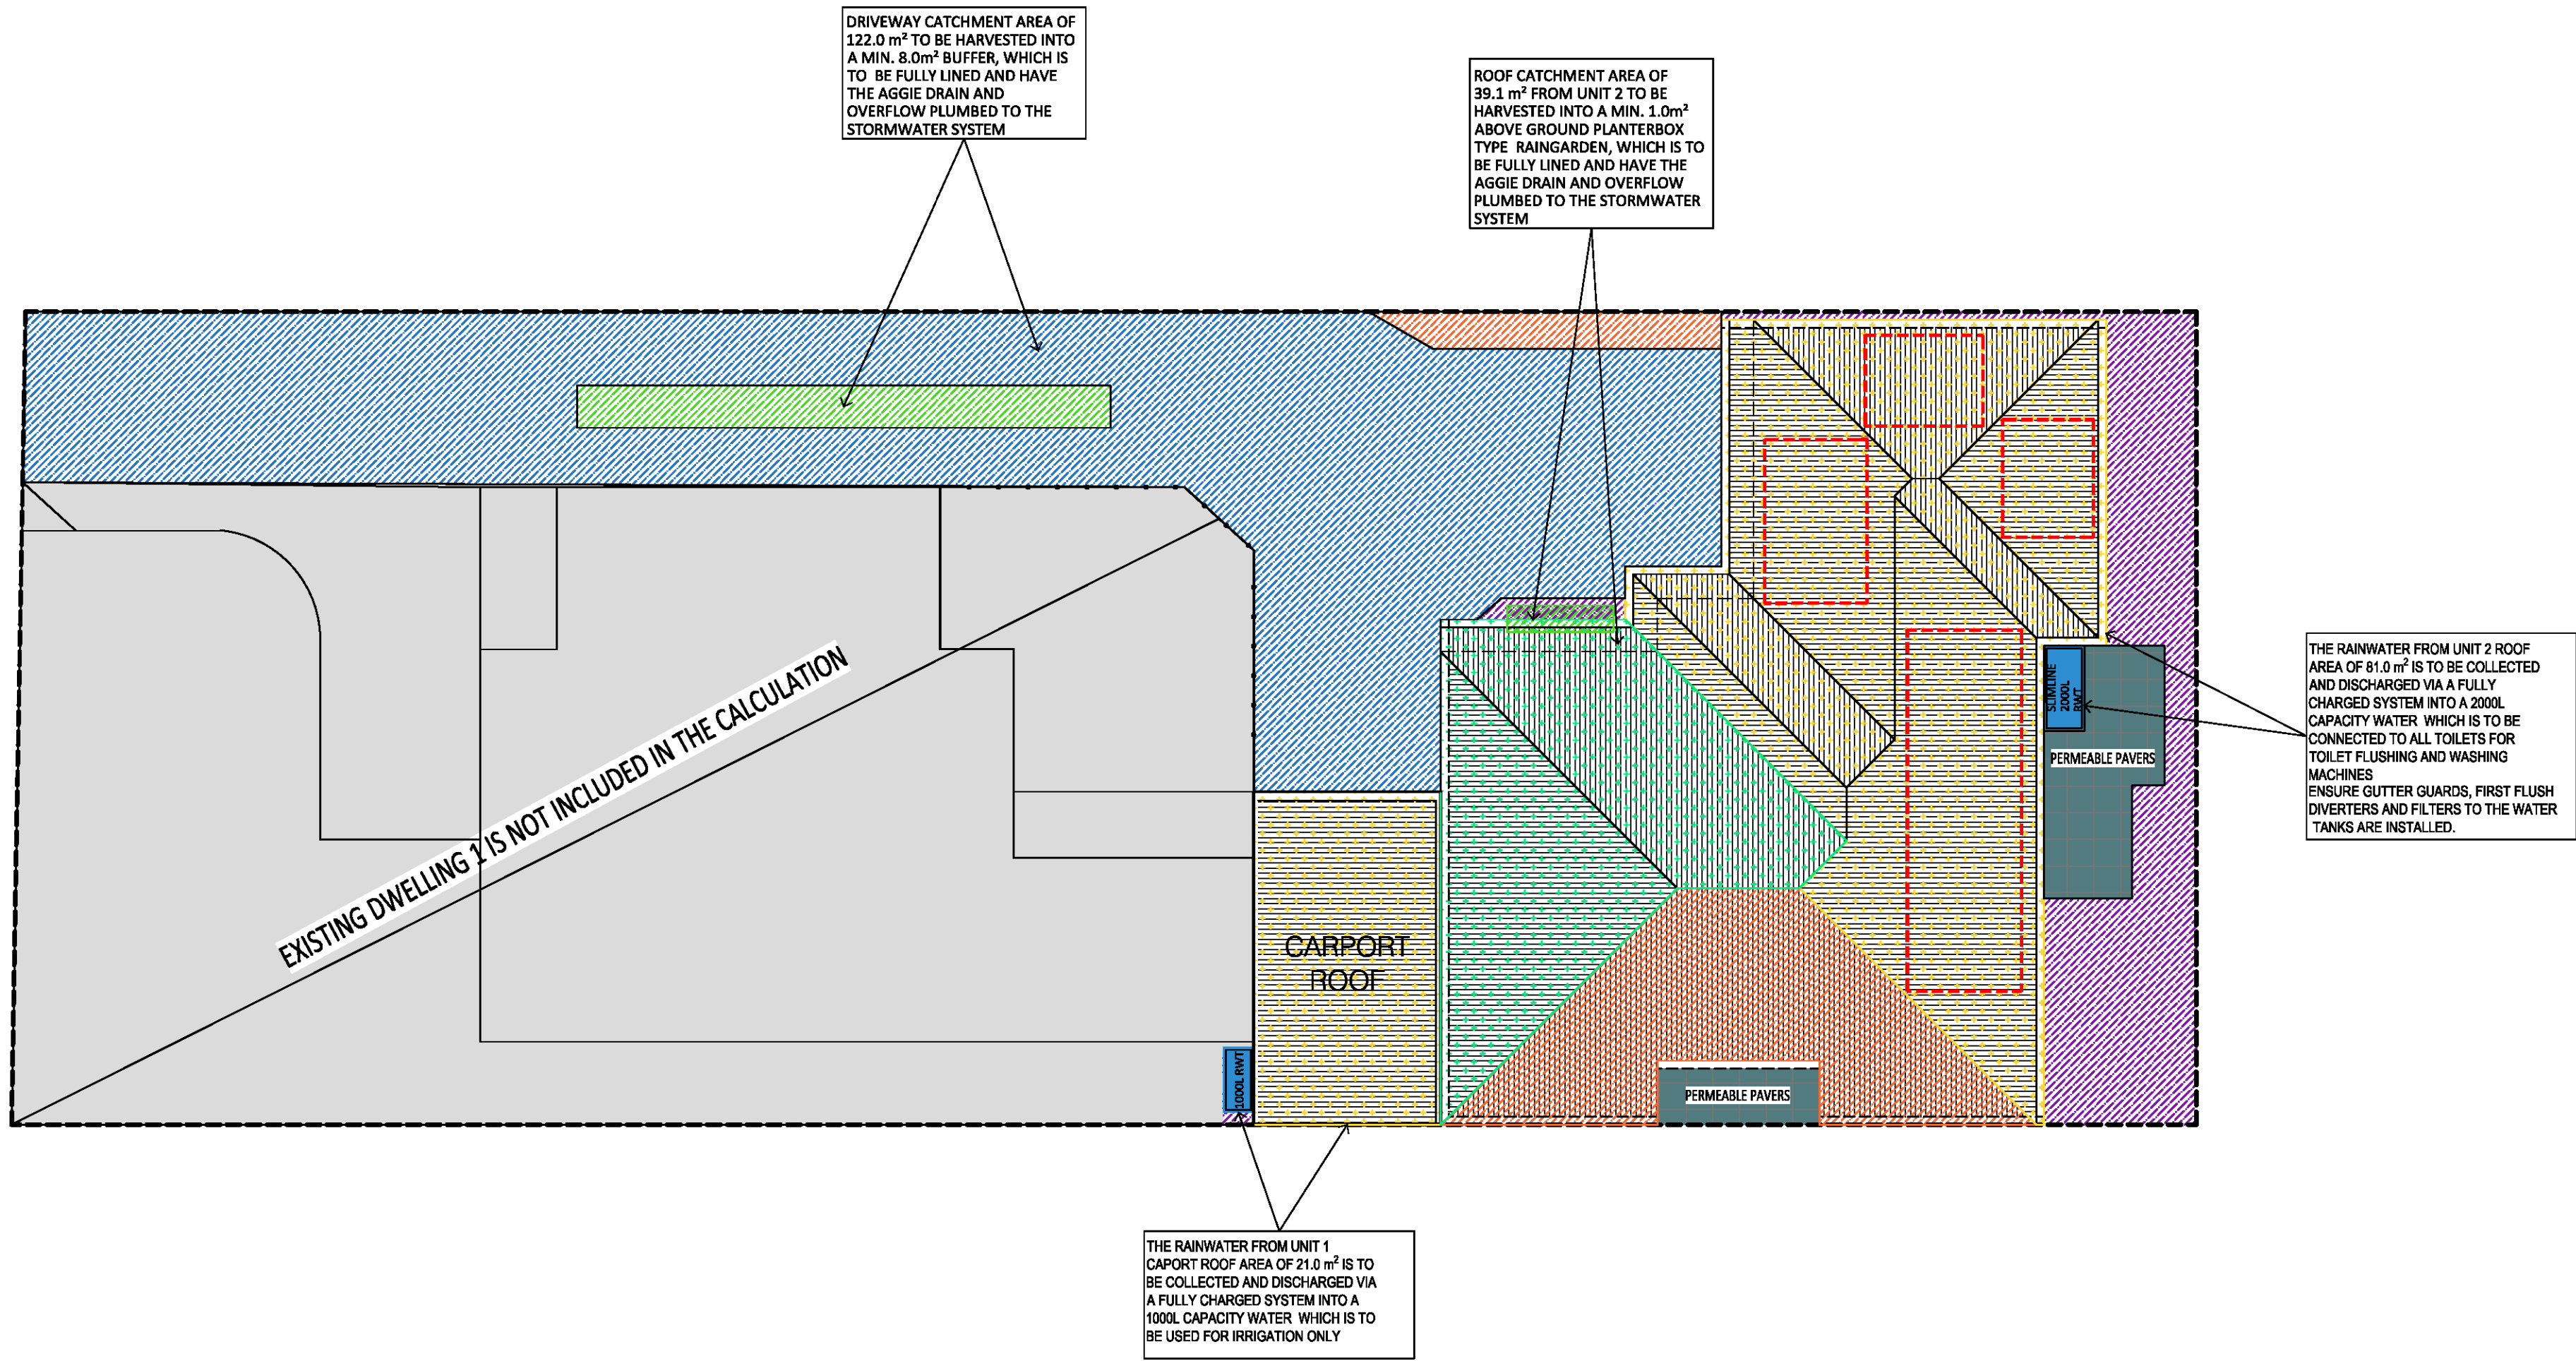 DRIVEWAY CATCHMENT AREA OF
122.0 m² TO BE HARVESTED INTO
A MIN. 8.0m² BUFFER, WHICH IS
TO BE FULLY LINED AND HAVE
THE AGGIE DRAIN AND
OVERFLOW PLUMBED TO THE
STORMWATER SYSTEM
ROOF CATCHMENT AREA OF
39.1 m² FROM UNIT 2 TO BE
HARVESTED INTO A MIN. 1.0m²
ABOVE GROUND PLANTERBOX
TYPE RAINGARDEN, WHICH IS TO
BE FULLY LINED AND HAVE THE
AGGIE DRAIN AND OVERFLOW
PLUMBED TO THE STORMWATER
SYSTEM
EXISTING DWELLING 1 IS NOT INCLUDED IN THE CALCULATION
SLIMLINE
2000L
RWT
PERMEABLE PAVERS
THE RAINWATER FROM UNIT 2 ROOF
AREA OF 81.0 m² IS TO BE COLLECTED
AND DISCHARGED VIA A FULLY
CHARGED SYSTEM INTO A 2000L
CAPACITY WATER WHICH IS TO BE
CONNECTED TO ALL TOILETS FOR
TOILET FLUSHING AND WASHING
MACHINES
ENSURE GUTTER GUARDS, FIRST FLUSH
DIVERTERS AND FILTERS TO THE WATER
TANKS ARE INSTALLED.
CARPORT
ROOF
1000L RWT
PERMEABLE PAVERS
THE RAINWATER FROM UNIT 1
CAPORT ROOF AREA OF 21.0 m² IS TO
BE COLLECTED AND DISCHARGED VIA
A FULLY CHARGED SYSTEM INTO A
1000L CAPACITY WATER WHICH IS TO
BE USED FOR IRRIGATION ONLY